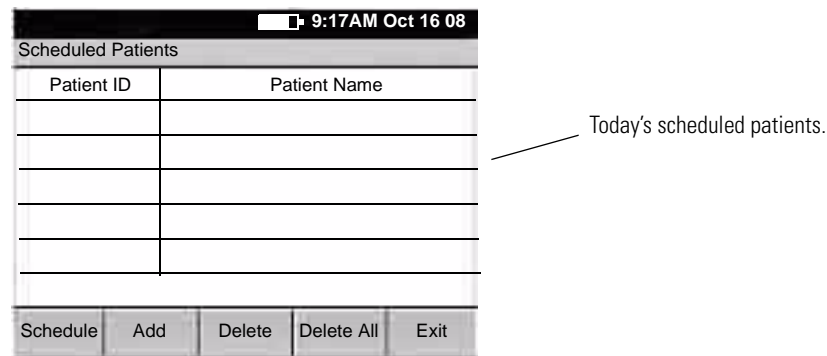 9:17AM Oct 16 08
Scheduled Patients
Patient ID Patient Name
Today's scheduled patients.
Schedule Add Delete Delete All Exit